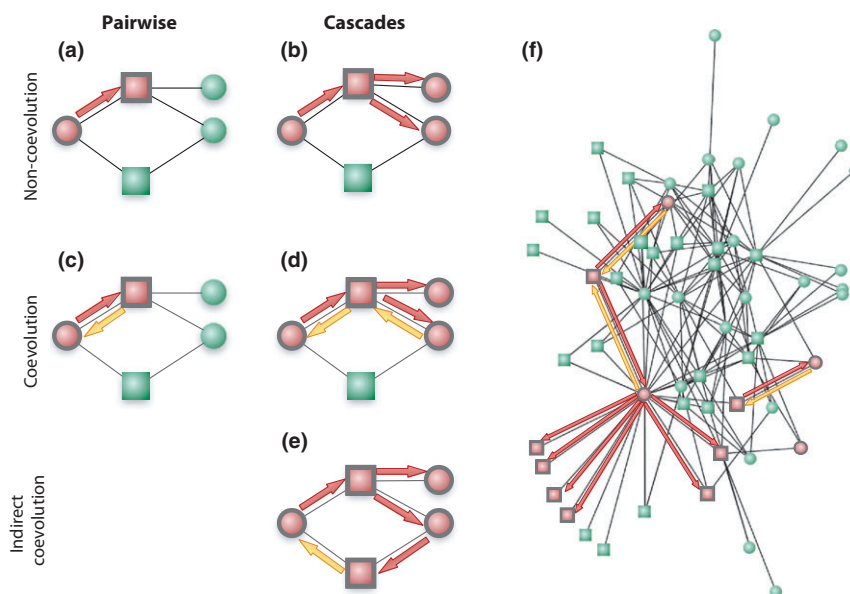 Pairwise
Cascades
(a)
(b)
(f)
Non-coevolution
(c)
(d)
Coevolution
(e)
Indirect
coevolution